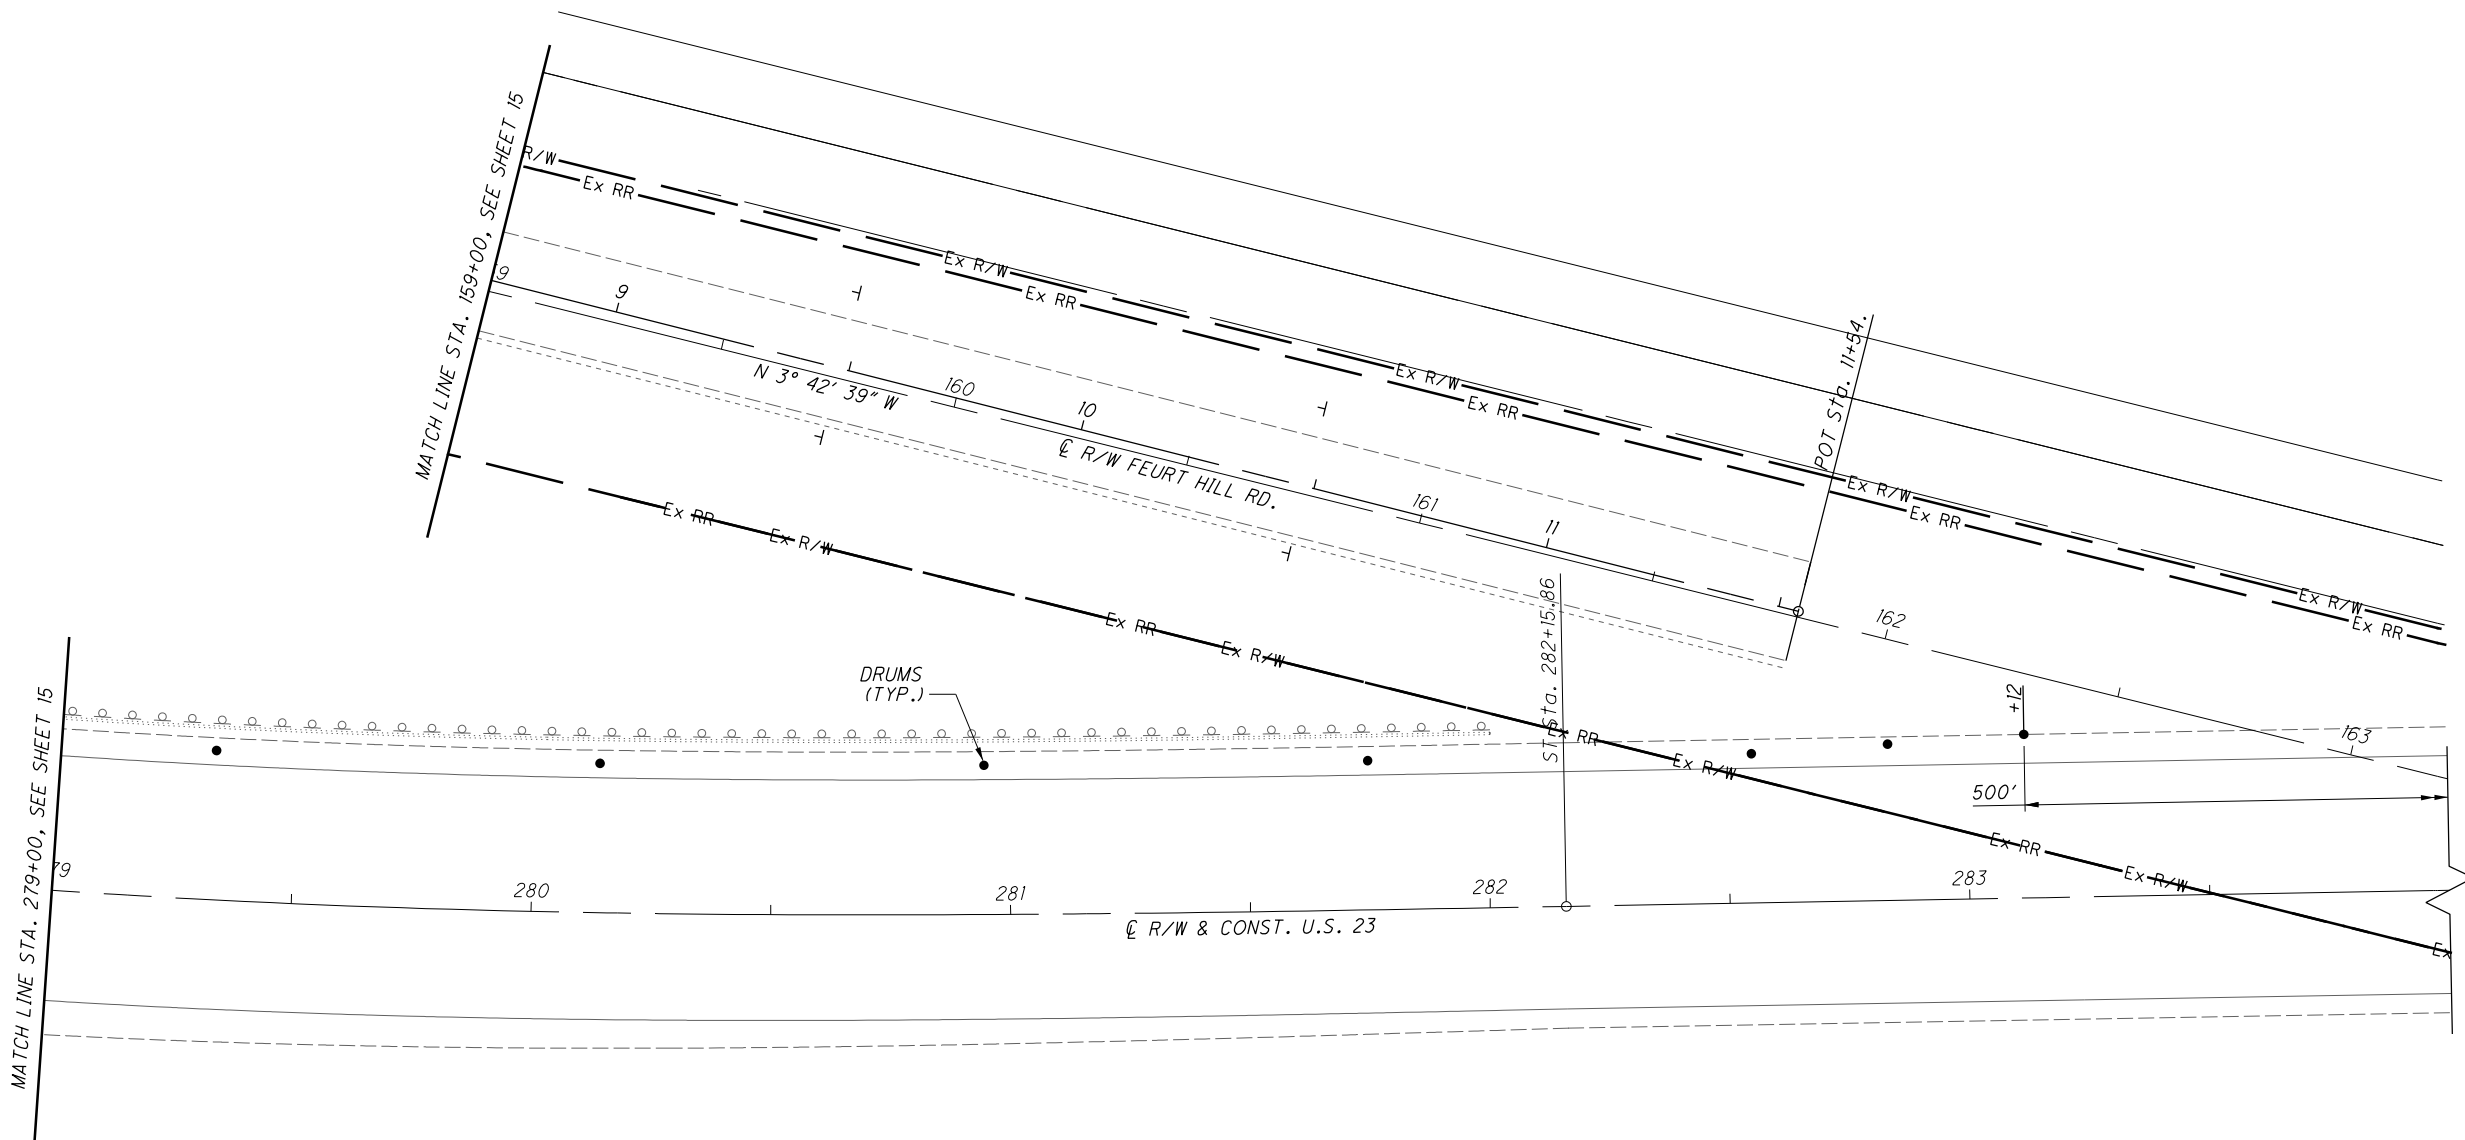 MATCH LINE STA. 159+00, SEE SHEET 15
R/W
Ex RR
Ex R/W
Ex RR
Ex R/W
Ex RR
Ex R/W
Ex RR
Ex R/W
Ex RR
9
9
160
10
161
11
162
163
N 3° 42' 39" W
℄ R/W FEURT HILL RD.
POT Sta. 11+54.
Ex RR
Ex R/W
Ex RR
Ex R/W
Ex RR
Ex R/W
Ex RR
Ex R/W
Ex
Sta. 282+15.86
+12
500'
DRUMS
(TYP.)
MATCH LINE STA. 279+00, SEE SHEET 15
79
280
281
282
283
℄ R/W & CONST. U.S. 23